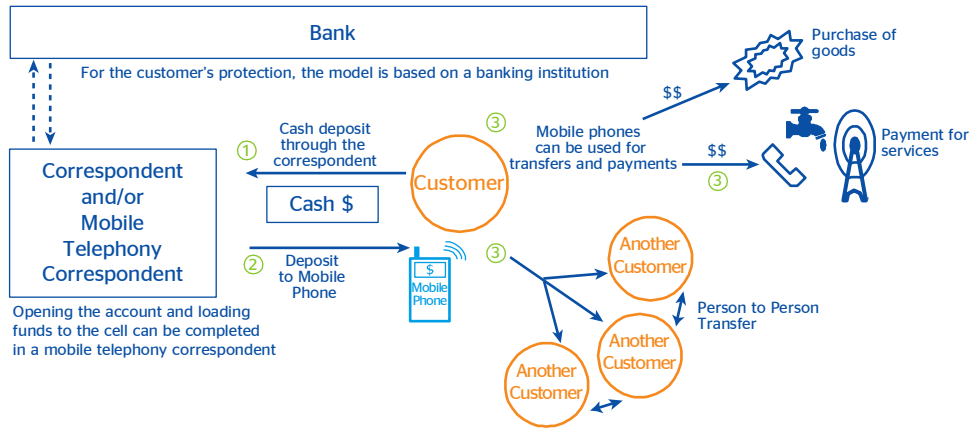 Bank
For the customer's protection, the model is based on a banking institution
Purchase of
goods
$$
3
Mobile phones
can be used for
transfers and payments
$$
3
Payment for
services
1
Cash deposit
through the
correspondent
Cash $
Customer
Correspondent
and/or
Mobile
Telephony
Correspondent
2
Deposit
to Mobile
Phone
$
Mobile
Phone
3
Another
Customer
Person to Person
Transfer
Another
Customer
Another
Customer
Opening the account and loading
funds to the cell can be completed
in a mobile telephony correspondent